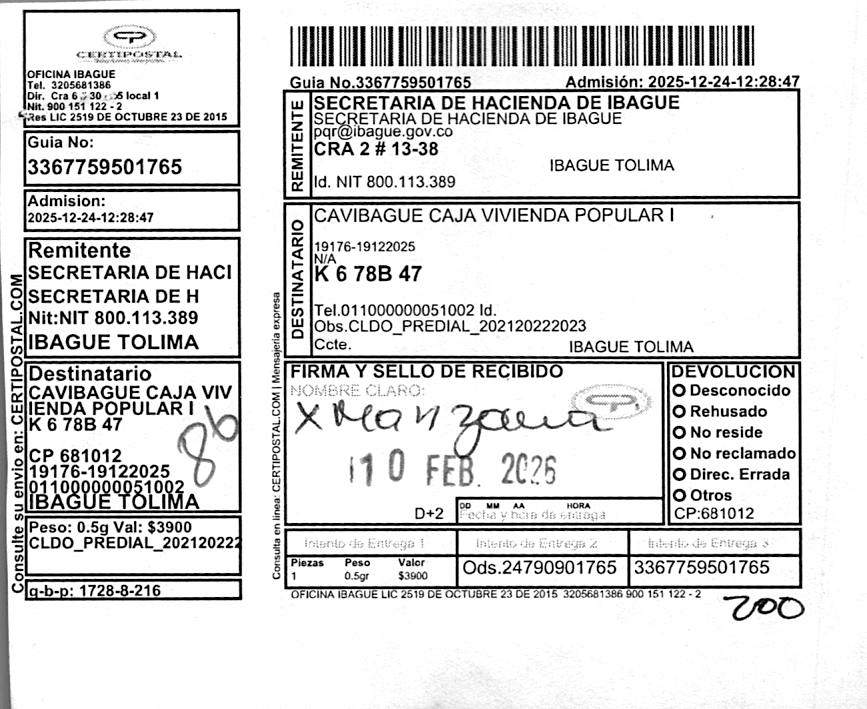 CERTIPOSTAL
OFICINA IBAGUE
Tel. 3205681386
Dir. Cra 6 30 05 local 1
Nit. 900 151 122 - 2
Res LIC 2519 DE OCTUBRE 23 DE 2015
Guia No:
3367759501765
Admision:
2025-12-24-12:28:47
Remitente
SECRETARIA DE HACI
SECRETARIA DE H
Nit:NIT 800.113.389
IBAGUE TOLIMA
Destinatario
CAVIBAGUE CAJA VIV
IENDA POPULAR I
K 6 78B 47
86
CP 681012
19176-19122025
011000000051002
IBAGUE TOLIMA
Peso: 0.5g Val: $3900
CLDO_PREDIAL_202120222
q-b-p: 1728-8-216
Consulte su envio en: CERTIPOSTAL.COM
Guia No.3367759501765 Admisión: 2025-12-24-12:28:47
REMITENTE
SECRETARIA DE HACIENDA DE IBAGUE
SECRETARIA DE HACIENDA DE IBAGUE
pqr@ibague.gov.co
CRA 2 # 13-38
IBAGUE TOLIMA
Id. NIT 800.113.389
DESTINATARIO
CAVIBAGUE CAJA VIVIENDA POPULAR I
19176-19122025
N/A
K 6 78B 47
Tel.011000000051002 Id.
Obs.CLDO_PREDIAL_202120222023
Ccte. IBAGUE TOLIMA
Consulta en linea: CERTIPOSTAL.COM | Mensajeria expresa
FIRMA Y SELLO DE RECIBIDO
NOMBRE CLARO:
X Manzana
10 FEB. 2026
D+2
DD MM AA HORA
Fecha y hora de entrega
DEVOLUCION
Desconocido
Rehusado
No reside
No reclamado
Direc. Errada
Otros
CP:681012
Intento de Entrega 1 Intento de Entrega 2 Intento de Entrega 3
Piezas Peso Valor
1 0.5gr $3900
Ods.24790901765 3367759501765
OFICINA IBAGUE LIC 2519 DE OCTUBRE 23 DE 2015 3205681386 900 151 122 - 2
200